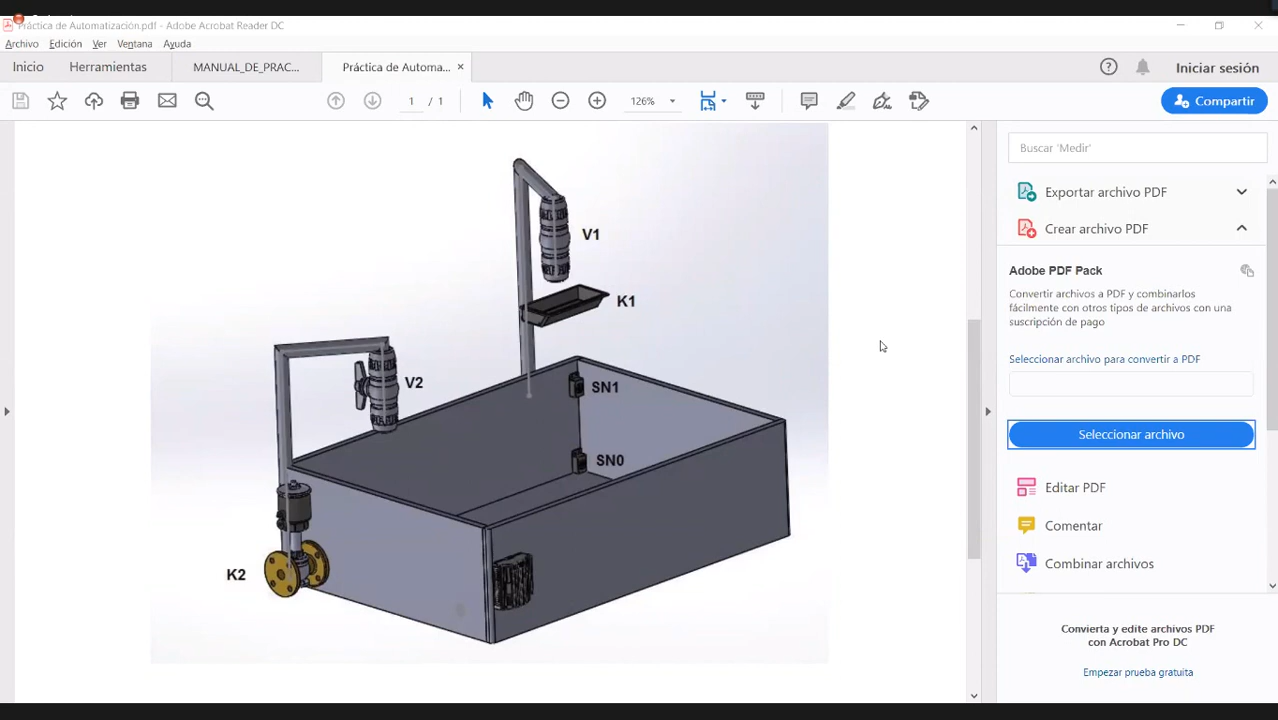 Práctica de Automatización.pdf - Adobe Acrobat Reader DC
Archivo Edición Ver Ventana Ayuda
Inicio Herramientas MANUAL_DE_PRAC... Práctica de Automa... × Iniciar sesión
1 / 1 126% Compartir
Buscar 'Medir'
Exportar archivo PDF
Crear archivo PDF
Adobe PDF Pack
Convertir archivos a PDF y combinarlos
fácilmente con otros tipos de archivos con una
suscripción de pago
Seleccionar archivo para convertir a PDF
Seleccionar archivo
Editar PDF
Comentar
Combinar archivos
Convierta y edite archivos PDF
con Acrobat Pro DC
Empezar prueba gratuita
V1
K1
V2
SN1
SN0
K2